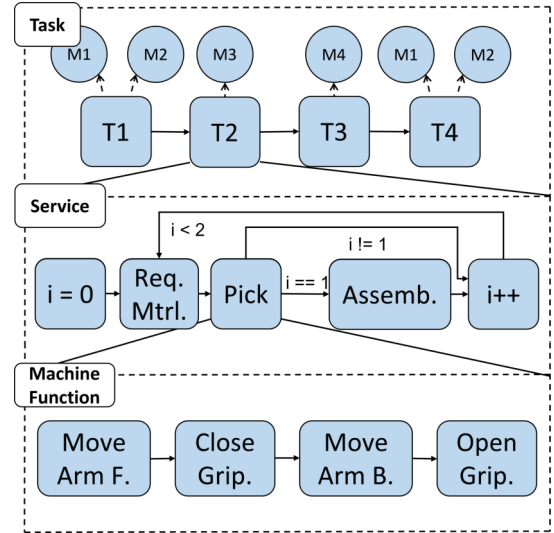 Task
M1
M2
M3
M4
M1
M2
T1
T2
T3
T4
Service
i < 2
i != 1
i = 0
Req.
Mtrl.
Pick
i == 1
Assemb.
i++
Machine
Function
Move
Arm F.
Close
Grip.
Move
Arm B.
Open
Grip.